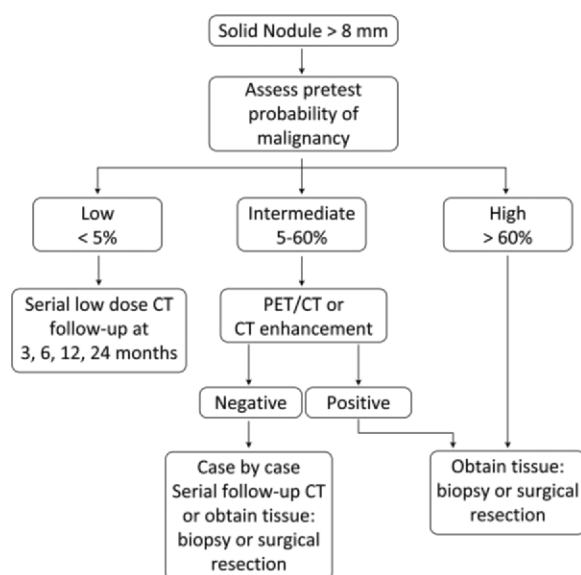 Solid Nodule > 8 mm
Assess pretest
probability of
malignancy
Low
< 5%
Intermediate
5-60%
High
> 60%
Serial low dose CT
follow-up at
3, 6, 12, 24 months
PET/CT or
CT enhancement
Negative
Positive
Case by case
Serial follow-up CT
or obtain tissue:
biopsy or surgical
resection
Obtain tissue:
biopsy or surgical
resection